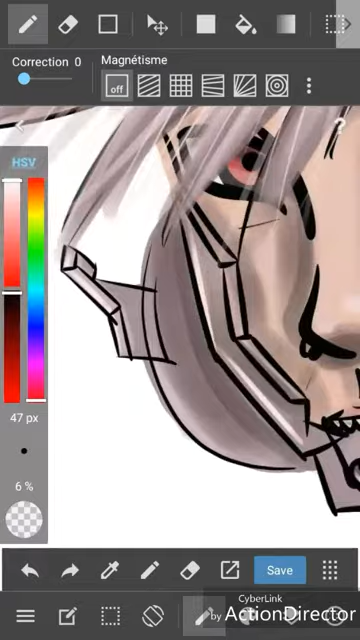 Correction 0
Magnétisme
off
?
HSV
47 px
6 %
Save
CyberLink
by ActionDirector